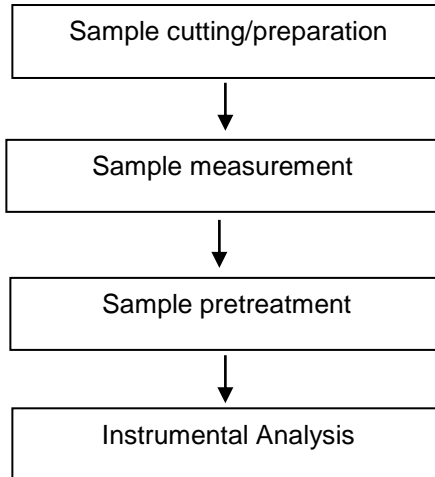 Sample cutting/preparation
Sample measurement
Sample pretreatment
Instrumental Analysis